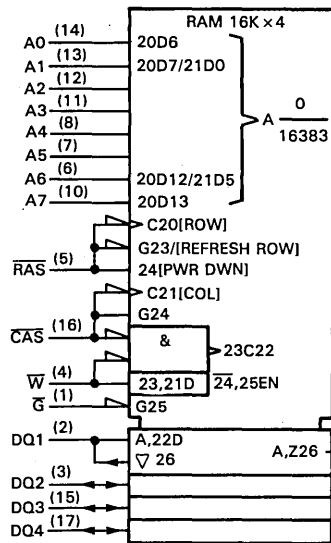 RAM 16K×4
A0 (14) 20D6
A1 (13) 20D7/21D0
A2 (12)
A3 (11)
A4 (8)
A5 (7)
A6 (6) 20D12/21D5
A7 (10) 20D13
A 0
16383
C20[ROW]
G23/[REFRESH ROW]
R̅A̅S̅ (5) 24[PWR DWN]
C21[COL]
G24
C̅A̅S̅ (16) & 23C22
W̅ (4) 23,21D 2̅4̅,25EN
G̅ (1) G25
DQ1 (2) A,22D
▽ 26 A,Z26
DQ2 (3)
DQ3 (15)
DQ4 (17)